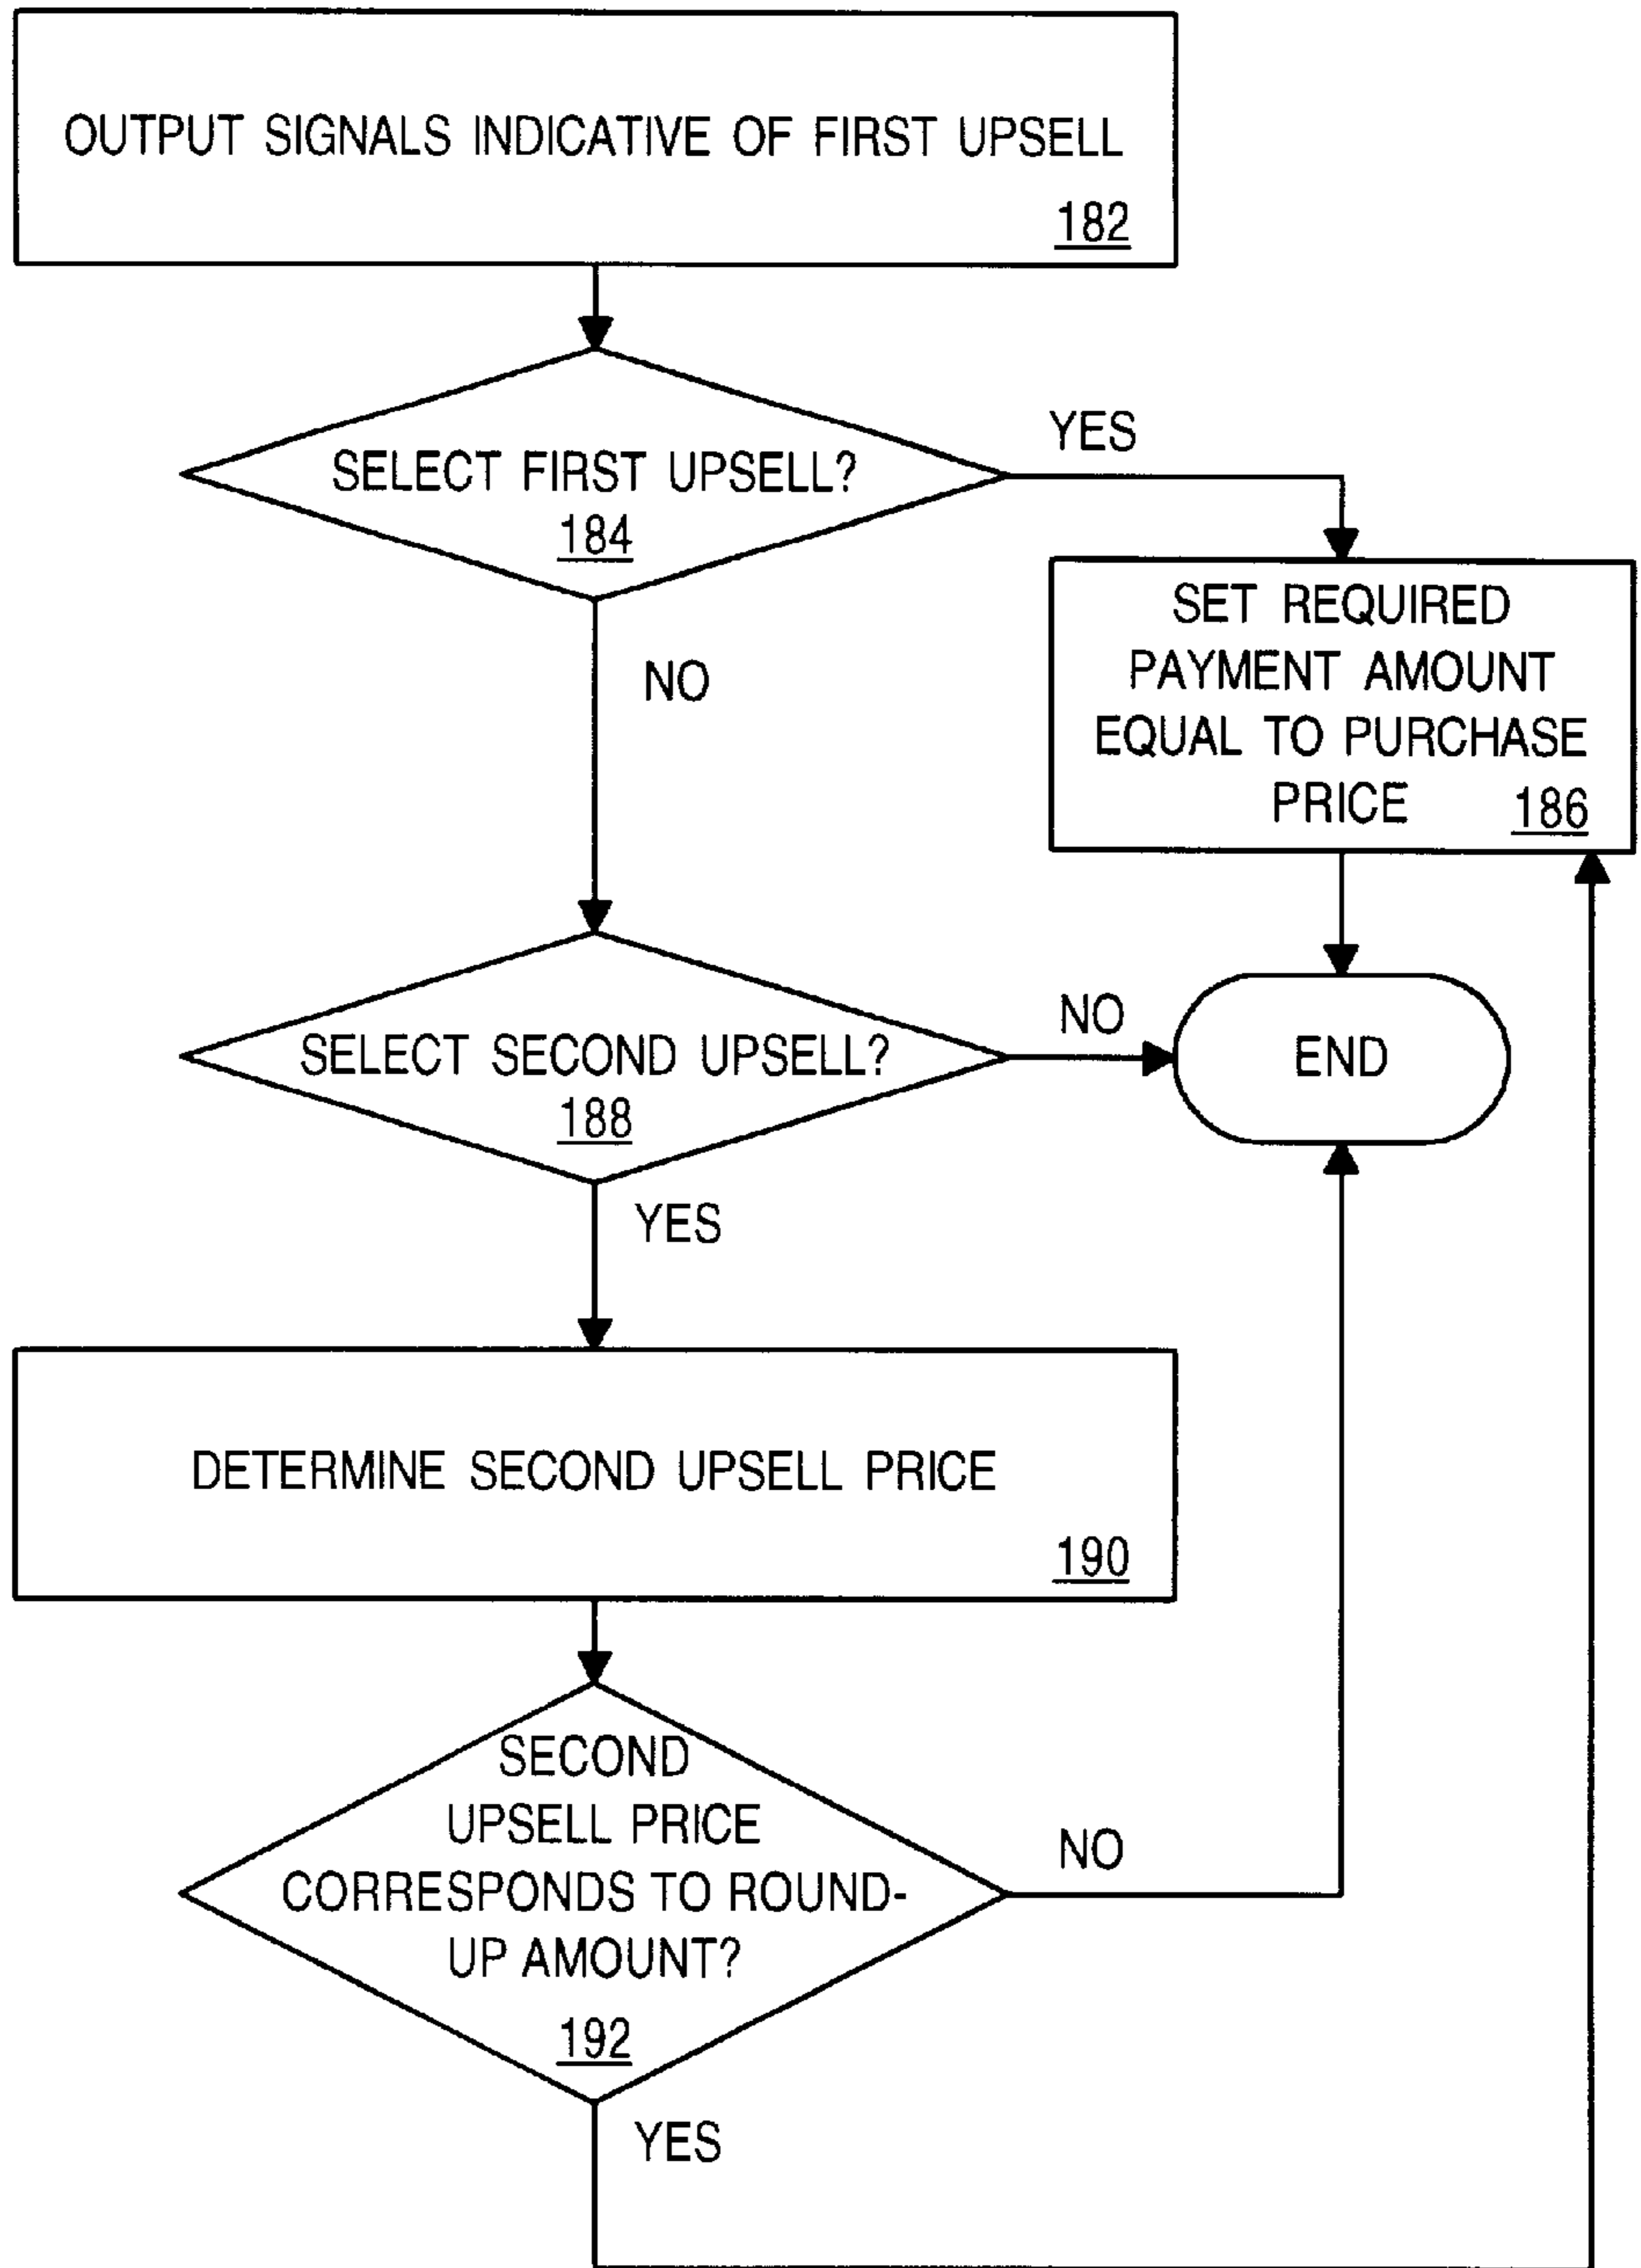 OUTPUT SIGNALS INDICATIVE OF FIRST UPSELL
182
SELECT FIRST UPSELL?
184
YES
NO
SET REQUIRED
PAYMENT AMOUNT
EQUAL TO PURCHASE
PRICE 186
SELECT SECOND UPSELL?
188
NO
END
YES
DETERMINE SECOND UPSELL PRICE
190
SECOND
UPSELL PRICE
CORRESPONDS TO ROUND-
UP AMOUNT?
192
NO
YES